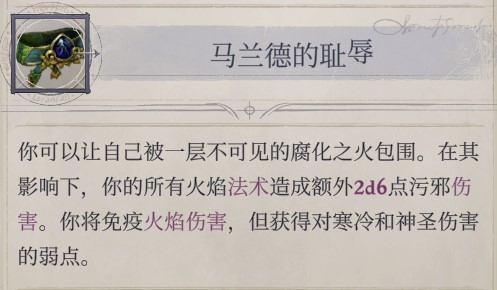 马兰德的耻辱
你可以让自己被一层不可见的腐化之火包围。在其
影响下，你的所有火焰法术造成额外2d6点污邪伤
害。你将免疫火焰伤害，但获得对寒冷和神圣伤害
的弱点。